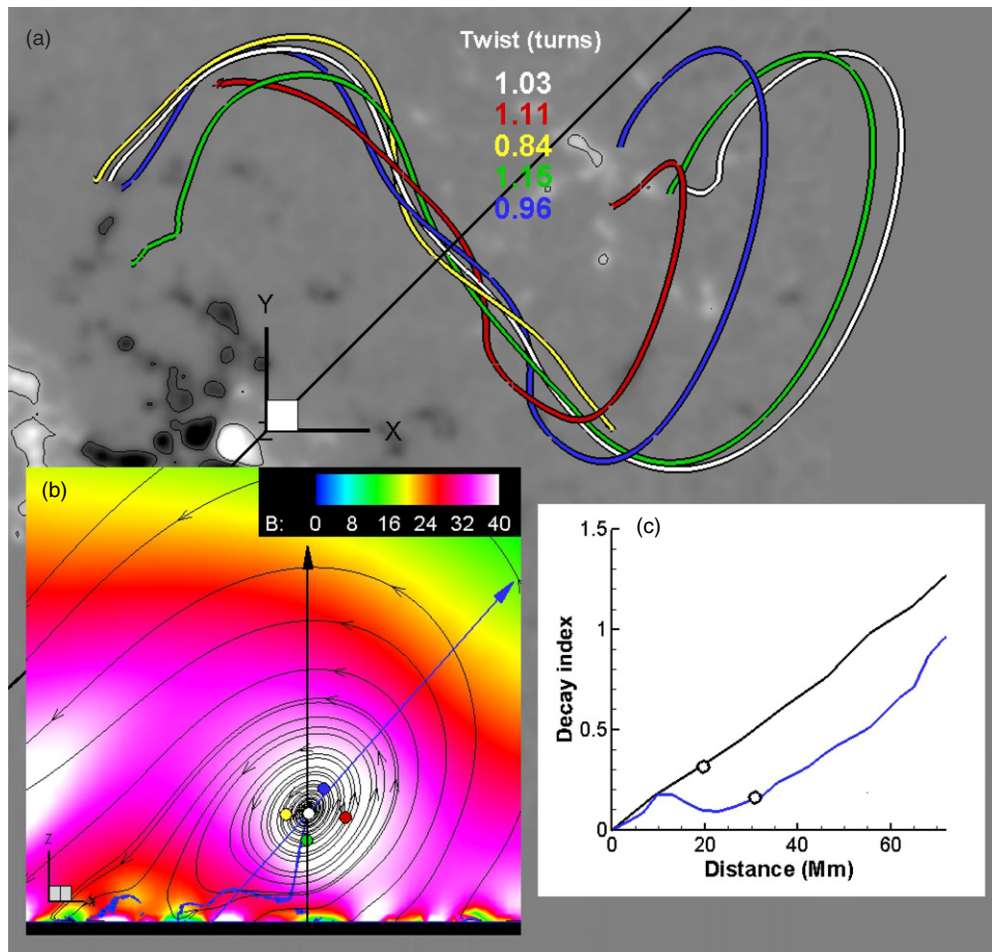 (a)
Twist (turns)
1.03
1.11
0.84
1.15
0.96
Y
X
(b)
B: 0 8 16 24 32 40
Z
X
(c)
1.5
1
0.5
0
Decay index
0 20 40 60
Distance (Mm)